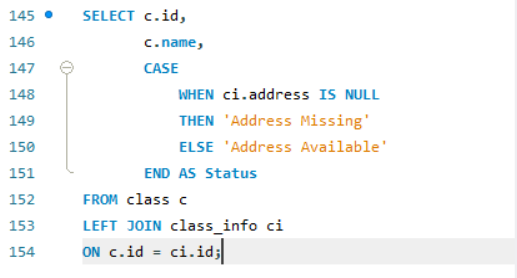 145 SELECT c.id,
146 c.name,
147 CASE
148 WHEN ci.address IS NULL
149 THEN 'Address Missing'
150 ELSE 'Address Available'
151 END AS Status
152 FROM class c
153 LEFT JOIN class_info ci
154 ON c.id = ci.id;